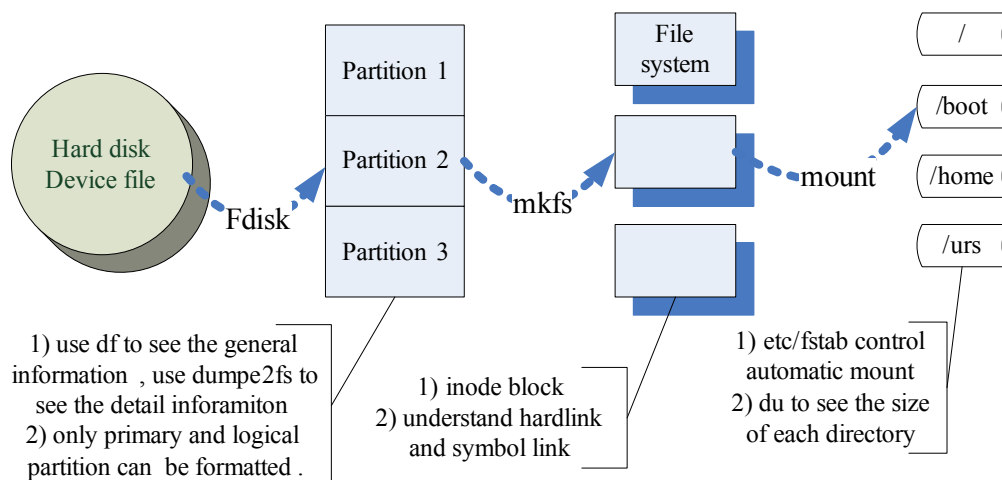 Hard disk
Device file
Fdisk
Partition 1
Partition 2
Partition 3
mkfs
File
system
mount
/
/boot
/home
/urs
1) use df to see the general
information , use dumpe2fs to
see the detail inforamiton
2) only primary and logical
partition can be formatted .
1) inode block
2) understand hardlink
and symbol link
1) etc/fstab control
automatic mount
2) du to see the size
of each directory